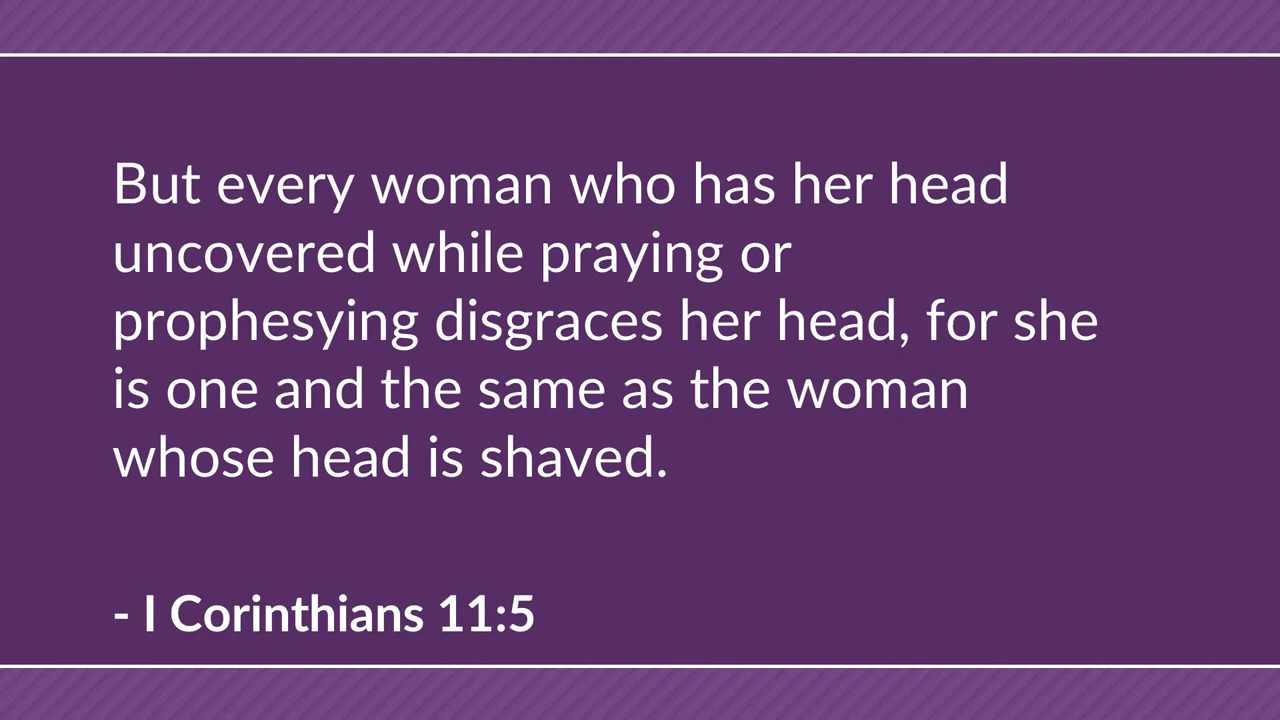 But every woman who has her head
uncovered while praying or
prophesying disgraces her head, for she
is one and the same as the woman
whose head is shaved.
- I Corinthians 11:5